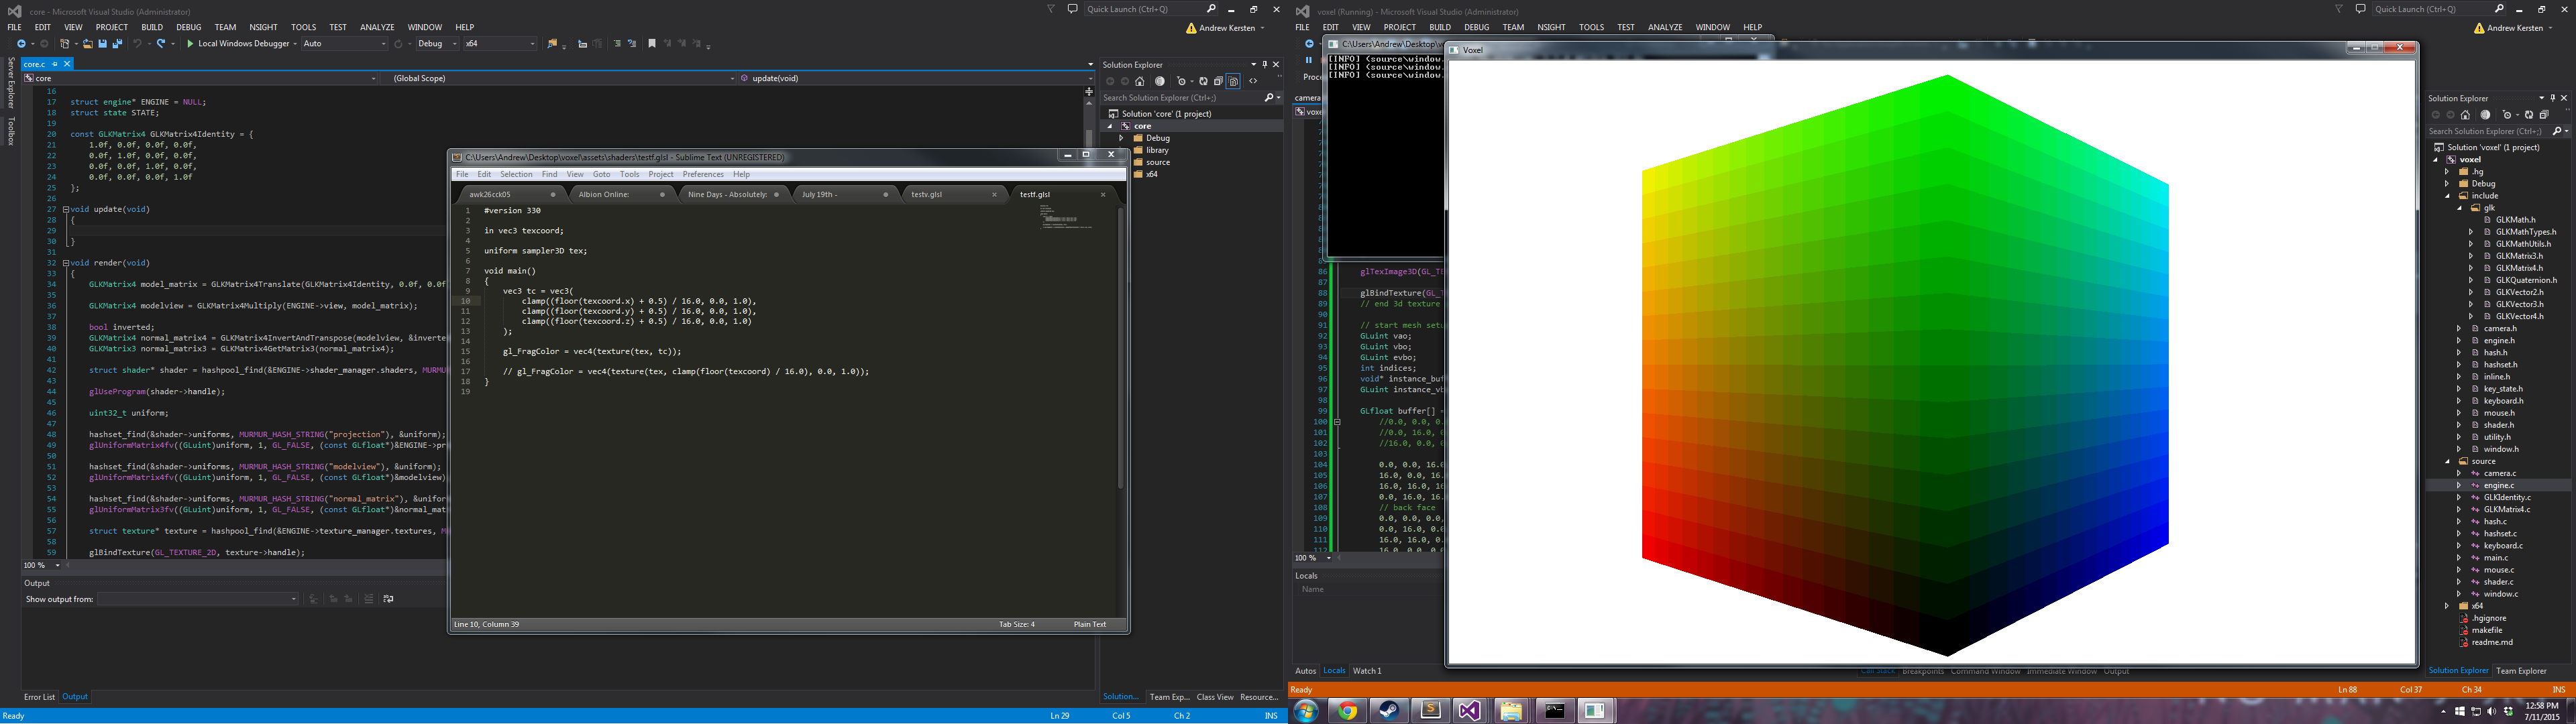 core - Microsoft Visual Studio (Administrator)
Quick Launch (Ctrl+Q)
FILE EDIT VIEW PROJECT BUILD DEBUG TEAM NSIGHT TOOLS TEST ANALYZE WINDOW HELP
Andrew Kersten
Local Windows Debugger Auto Debug x64
Server Explorer
Toolbox
core.c
core (Global Scope) update(void)
16
17 struct engine* ENGINE = NULL;
18 struct state STATE;
19
20 const GLKMatrix4 GLKMatrix4Identity = {
21 1.0f, 0.0f, 0.0f, 0.0f,
22 0.0f, 1.0f, 0.0f, 0.0f,
23 0.0f, 0.0f, 1.0f, 0.0f,
24 0.0f, 0.0f, 0.0f, 1.0f
25 };
26
27 void update(void)
28 {
29
30 }
31
32 void render(void)
33 {
34 GLKMatrix4 model_matrix = GLKMatrix4Translate(GLKMatrix4Identity, 0.0f, 0.0f
35
36 GLKMatrix4 modelview = GLKMatrix4Multiply(ENGINE->view, model_matrix);
37
38 bool inverted;
39 GLKMatrix4 normal_matrix4 = GLKMatrix4InvertAndTranspose(modelview, &inverte
40 GLKMatrix3 normal_matrix3 = GLKMatrix4GetMatrix3(normal_matrix4);
41
42 struct shader* shader = hashpool_find(&ENGINE->shader_manager.shaders, MURMU
43
44 glUseProgram(shader->handle);
45
46 uint32_t uniform;
47
48 hashset_find(&shader->uniforms, MURMUR_HASH_STRING("projection"), &uniform);
49 glUniformMatrix4fv((GLuint)uniform, 1, GL_FALSE, (const GLfloat*)&ENGINE->pr
50
51 hashset_find(&shader->uniforms, MURMUR_HASH_STRING("modelview"), &uniform);
52 glUniformMatrix4fv((GLuint)uniform, 1, GL_FALSE, (const GLfloat*)&modelview)
53
54 hashset_find(&shader->uniforms, MURMUR_HASH_STRING("normal_matrix"), &unifor
55 glUniformMatrix3fv((GLuint)uniform, 1, GL_FALSE, (const GLfloat*)&normal_mat
56
57 struct texture* texture = hashpool_find(&ENGINE->texture_manager.textures, M
58
59 glBindTexture(GL_TEXTURE_2D, texture->handle);
100 %
Output
Show output from:
Error List Output
Ready Ln 29 Col 5 Ch 2 INS
Solution Explorer
Search Solution Explorer (Ctrl+;)
Solution 'core' (1 project)
core
Debug
library
source
x64
Solution... Team Exp... Class View Resource...
C:\Users\Andrew\Desktop\voxel\assets\shaders\testf.glsl - Sublime Text (UNREGISTERED)
File Edit Selection Find View Goto Tools Project Preferences Help
awk26cck05 Albion Online: Nine Days - Absolutely: July 19th - testv.glsl testf.glsl
1 #version 330
2
3 in vec3 texcoord;
4
5 uniform sampler3D tex;
6
7 void main()
8 {
9 vec3 tc = vec3(
10 clamp((floor(texcoord.x) + 0.5) / 16.0, 0.0, 1.0),
11 clamp((floor(texcoord.y) + 0.5) / 16.0, 0.0, 1.0),
12 clamp((floor(texcoord.z) + 0.5) / 16.0, 0.0, 1.0)
13 );
14
15 gl_FragColor = vec4(texture(tex, tc));
16
17 // gl_FragColor = vec4(texture(tex, clamp(floor(texcoord) / 16.0), 0.0, 1.0));
18 }
19
Line 10, Column 39 Tab Size: 4 Plain Text
voxel (Running) - Microsoft Visual Studio (Administrator)
Quick Launch (Ctrl+Q)
FILE EDIT VIEW PROJECT BUILD DEBUG TEAM NSIGHT TOOLS TEST ANALYZE WINDOW HELP
Andrew Kersten
C:\Users\Andrew\Desktop\vo
[INFO] (source\window.
[INFO] (source\window.
[INFO] (source\window.
Proce
camera
voxe
Voxel
86 glTexImage3D(GL_TE
87
88 glBindTexture(GL_T
89 // end 3d texture
90
91 // start mesh setu
92 GLuint vao;
93 GLuint vbo;
94 GLuint evbo;
95 int indices;
96 void* instance_buf
97 GLuint instance_vb
98
99 GLfloat buffer[] =
100 //0.0, 0.0, 0.0
101 //0.0, 16.0, 0
102 //16.0, 0.0, 0
103
104 0.0, 0.0, 16.0
105 16.0, 0.0, 16.
106 16.0, 16.0, 16
107 0.0, 16.0, 16.
108 // back face
109 0.0, 0.0, 0.0,
110 0.0, 16.0, 0.0
111 16.0, 16.0, 0.
112 16.0, 0.0, 0.0
100 %
Locals
Name
Autos Locals Watch 1 Call Stack Breakpoints Command Window Immediate Window Output
Ready Ln 88 Col 37 Ch 34 INS
Solution Explorer
Search Solution Explorer (Ctrl+;)
Solution 'voxel' (1 project)
voxel
.hg
Debug
include
glk
GLKMath.h
GLKMathTypes.h
GLKMathUtils.h
GLKMatrix3.h
GLKMatrix4.h
GLKQuaternion.h
GLKVector2.h
GLKVector3.h
GLKVector4.h
camera.h
engine.h
hash.h
hashset.h
inline.h
key_state.h
keyboard.h
mouse.h
shader.h
utility.h
window.h
source
camera.c
engine.c
GLKIdentity.c
GLKMatrix4.c
hash.c
hashset.c
keyboard.c
main.c
mouse.c
shader.c
window.c
x64
.hgignore
makefile
readme.md
Solution Explorer Team Explorer
12:58 PM
7/11/2015